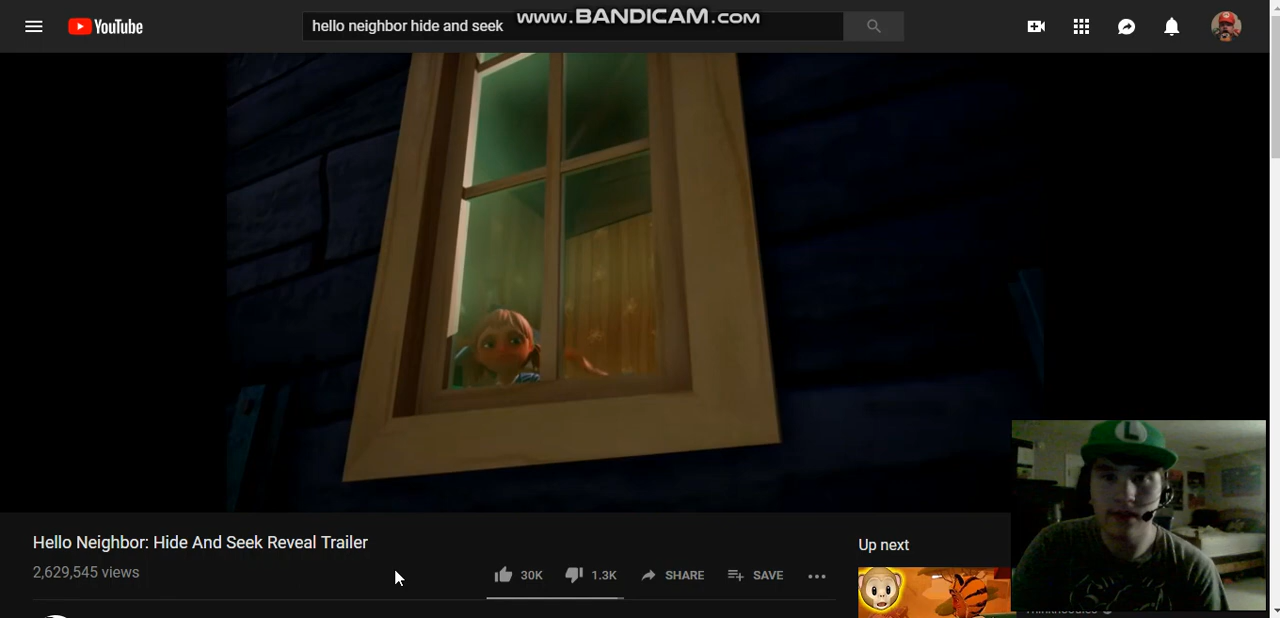 YouTube
hello neighbor hide and seek
WWW.BANDICAM.COM
L
Hello Neighbor: Hide And Seek Reveal Trailer
2,629,545 views
30K
1.3K
SHARE
SAVE
Up next